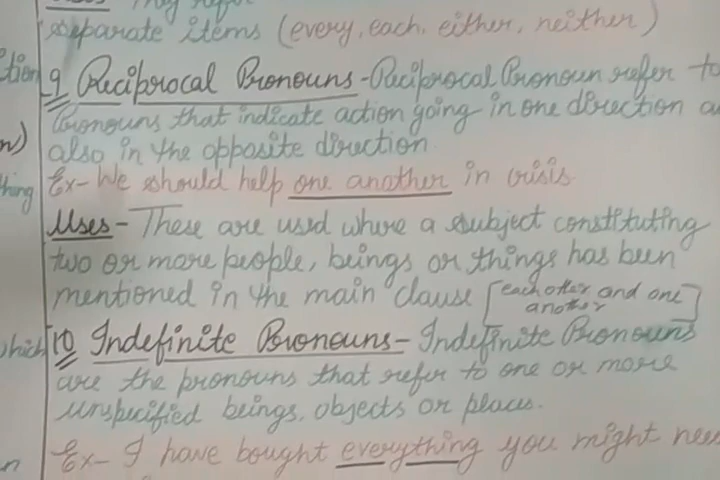 Uses - They may refer
separate items (every, each, either, neither)
9 Reciprocal Pronouns - Reciprocal Pronoun refer to
Pronouns that indicate action going in one direction a
also in the opposite direction.
Ex - We should help one another in crisis
Uses - These are used where a subject constituting
two or more people, beings or things has been
mentioned in the main clause [each other and one
another]
10 Indefinite Pronouns - Indefinite Pronouns
are the pronouns that refer to one or more
unspecified beings, objects or places.
Ex - I have bought everything you might need